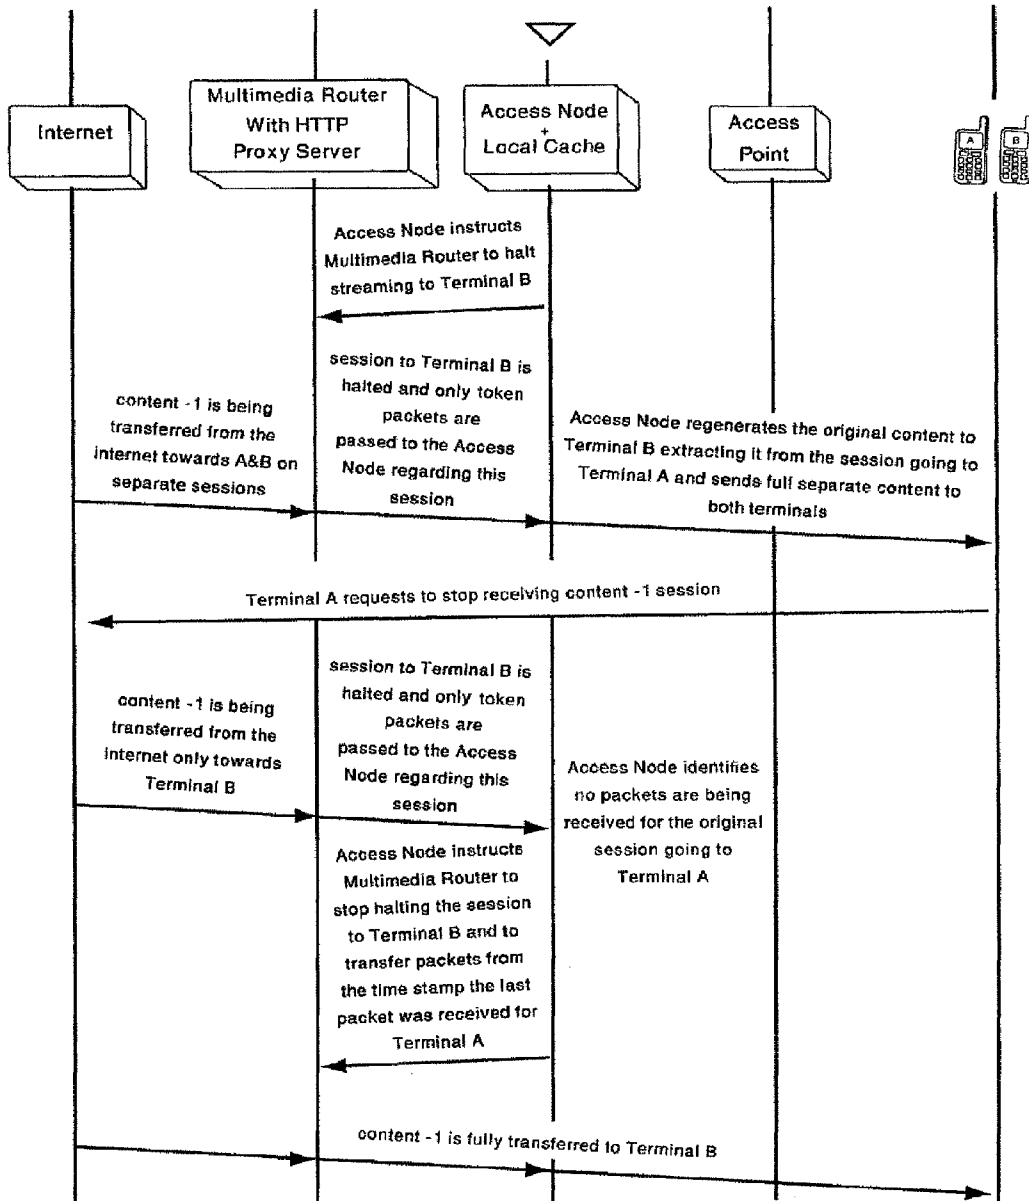 Internet
Multimedia Router
With HTTP
Proxy Server
Access Node
+
Local Cache
Access
Point
A
B
Access Node instructs
Multimedia Router to halt
streaming to Terminal B
content -1 is being
transferred from the
internet towards A&B on
separate sessions
session to Terminal B is
halted and only token
packets are
passed to the Access
Node regarding this
session
Access Node regenerates the original content to
Terminal B extracting it from the session going to
Terminal A and sends full separate content to
both terminals
Terminal A requests to stop receiving content -1 session
content -1 is being
transferred from the
internet only towards
Terminal B
session to Terminal B is
halted and only token
packets are
passed to the Access
Node regarding this
session
Access Node identifies
no packets are being
received for the original
session going to
Terminal A
Access Node instructs
Multimedia Router to
stop halting the session
to Terminal B and to
transfer packets from
the time stamp the last
packet was received for
Terminal A
content -1 is fully transferred to Terminal B